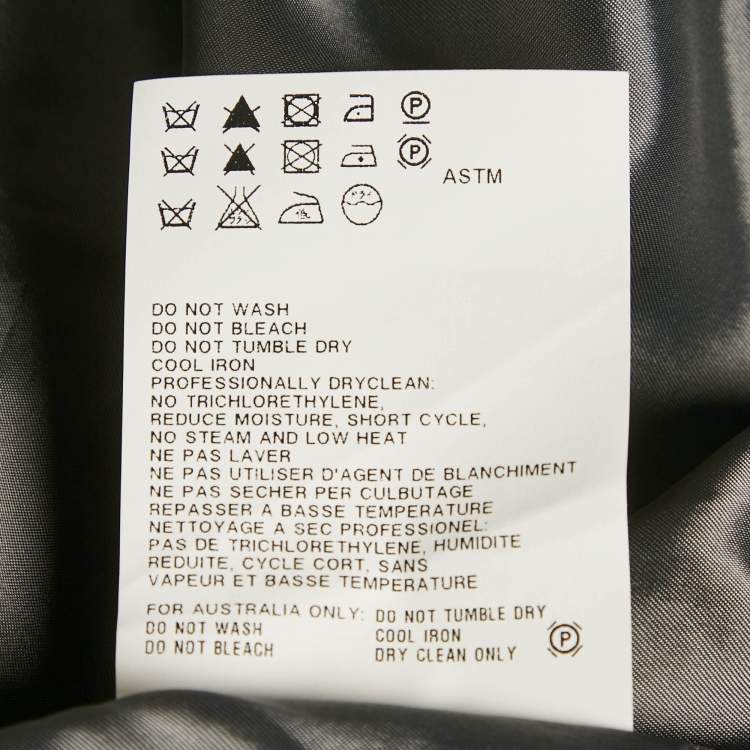 P
P
ASTM
低
ドライ
DO NOT WASH
DO NOT BLEACH
DO NOT TUMBLE DRY
COOL IRON
PROFESSIONALLY DRYCLEAN:
NO TRICHLORETHYLENE,
REDUCE MOISTURE, SHORT CYCLE,
NO STEAM AND LOW HEAT
NE PAS LAVER
NE PAS UTILISER D'AGENT DE BLANCHIMENT
NE PAS SECHER PER CULBUTAGE
REPASSER A BASSE TEMPERATURE
NETTOYAGE A SEC PROFESSIONEL:
PAS DE TRICHLORETHYLENE, HUMIDITE
REDUITE, CYCLE CORT, SANS
VAPEUR ET BASSE TEMPERATURE
FOR AUSTRALIA ONLY: DO NOT TUMBLE DRY
DO NOT WASH COOL IRON P
DO NOT BLEACH DRY CLEAN ONLY